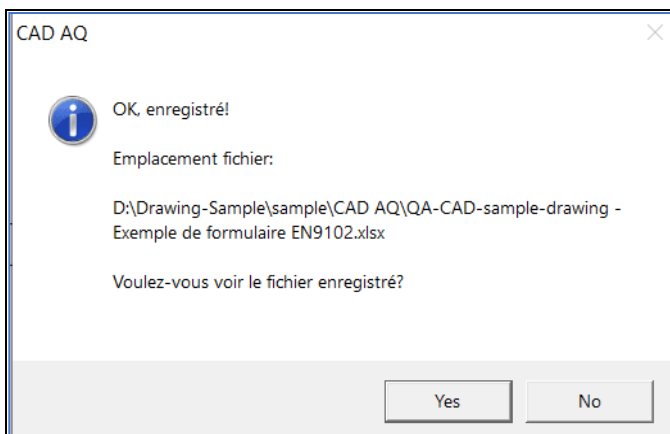 CAD AQ
OK, enregistré!
Emplacement fichier:
D:\Drawing-Sample\sample\CAD AQ\QA-CAD-sample-drawing -
Exemple de formulaire EN9102.xlsx
Voulez-vous voir le fichier enregistré?
Yes
No